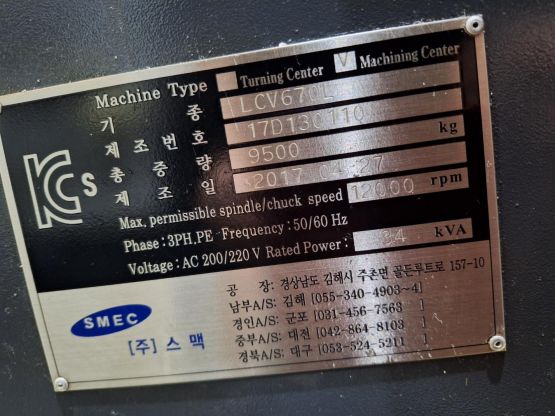 Machine Type Turning Center V Machining Center
기 종 LCV670L
제 조 번 호 17D130110
총 중 량 9500 kg
제 조 일 2017.04.27
Max. permissible spindle/chuck speed 12000 rpm
Phase: 3PH,PE Frequency: 50/60 Hz
Voltage: AC 200/220 V Rated Power: 34 kVA
KCs
SMEC
[주] 스 맥
공 장: 경상남도 김해시 주촌면 골든루트로 157-10
남부A/S: 김해 [055-340-4903~4]
경인A/S: 군포 [031-456-7563 ]
중부A/S: 대전 [042-864-8103 ]
경북A/S: 대구 [053-524-5211 ]